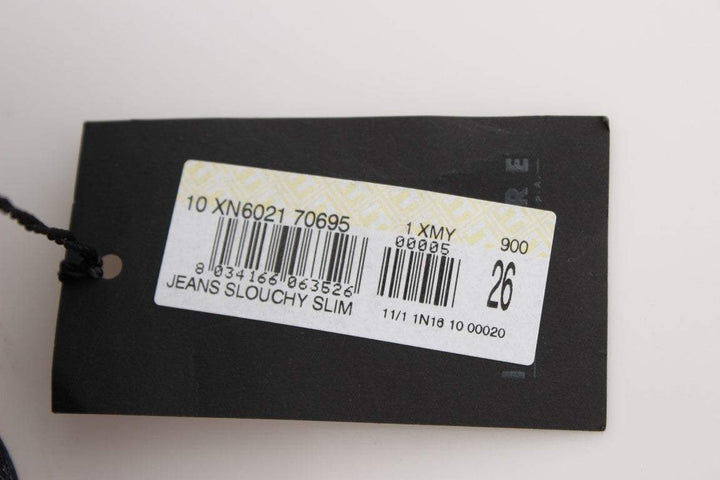 10 XN6021 70695
1 XMY
900
00005
26
8 034166 063526
JEANS SLOUCHY SLIM
11/1 1N16 10 00020